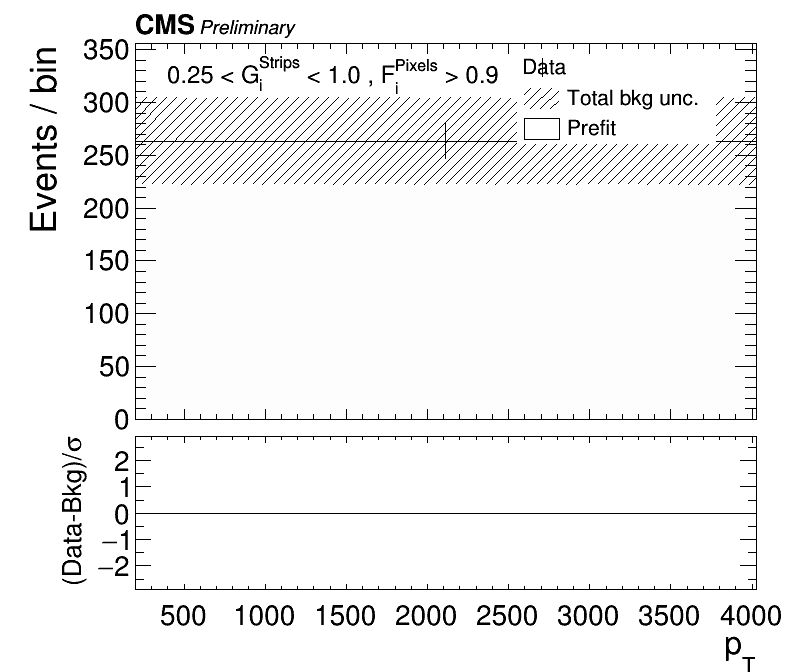 CMS Preliminary
0.25 < G_i^Strips < 1.0 , F_i^Pixels > 0.9
Data
Total bkg unc.
Prefit
Events / bin
350
300
250
200
150
100
50
0
(Data-Bkg)/σ
2
1
0
−1
−2
500 1000 1500 2000 2500 3000 3500 4000
p_T